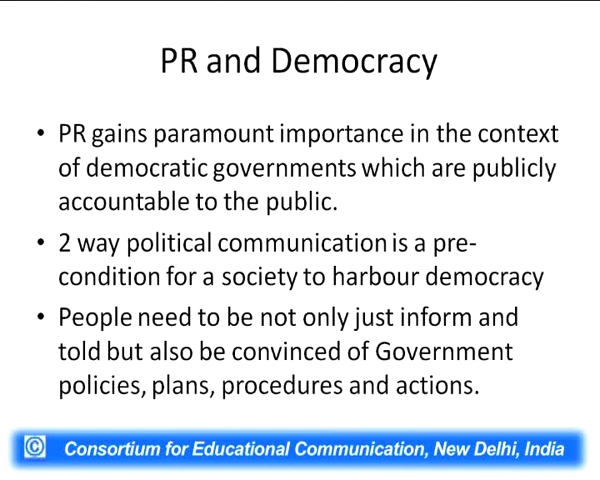 PR and Democracy
• PR gains paramount importance in the context
of democratic governments which are publicly
accountable to the public.
• 2 way political communication is a pre-
condition for a society to harbour democracy
• People need to be not only just inform and
told but also be convinced of Government
policies, plans, procedures and actions.
© Consortium for Educational Communication, New Delhi, India